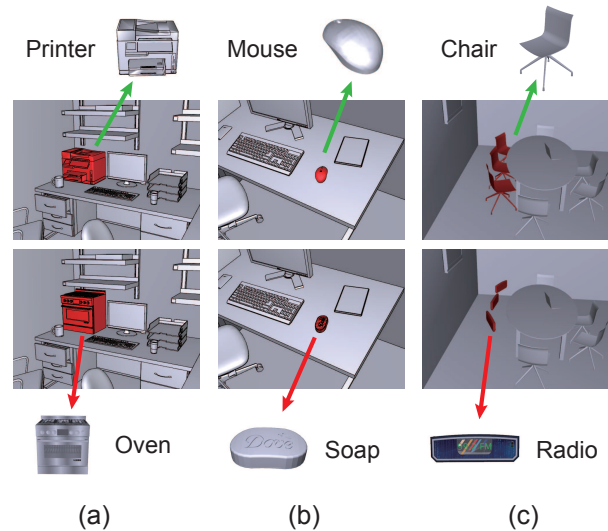 Printer
Mouse
Chair
Oven
Dove
Soap
Radio
(a)
(b)
(c)